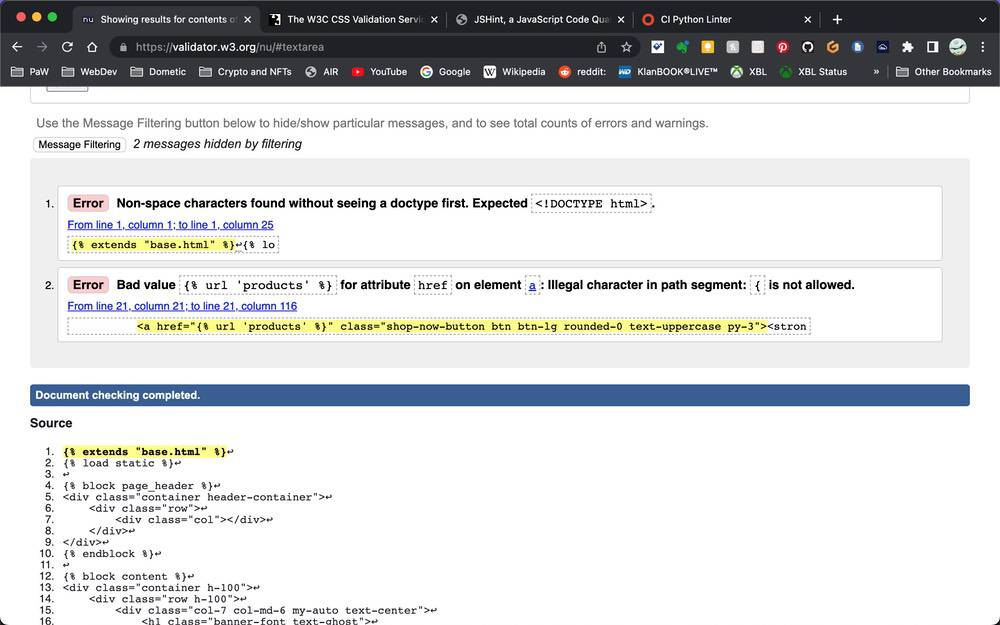 Showing results for contents of
The W3C CSS Validation Servic
JSHint, a JavaScript Code Qua
CI Python Linter
https://validator.w3.org/nu/#textarea
PaW WebDev Dometic Crypto and NFTs AIR YouTube Google Wikipedia reddit: KlanBOOK®LIVE™ XBL XBL Status » Other Bookmarks
Use the Message Filtering button below to hide/show particular messages, and to see total counts of errors and warnings.
Message Filtering 2 messages hidden by filtering
1. Error Non-space characters found without seeing a doctype first. Expected <!DOCTYPE html>.
From line 1, column 1; to line 1, column 25
{% extends "base.html" %}↩{% lo
2. Error Bad value {% url 'products' %} for attribute href on element a: Illegal character in path segment: { is not allowed.
From line 21, column 21; to line 21, column 116
<a href="{% url 'products' %}" class="shop-now-button btn btn-lg rounded-0 text-uppercase py-3"><stron
Document checking completed.
Source
1. {% extends "base.html" %}↩
2. {% load static %}↩
3. ↩
4. {% block page_header %}↩
5. <div class="container header-container">↩
6. <div class="row">↩
7. <div class="col"></div>↩
8. </div>↩
9. </div>↩
10. {% endblock %}↩
11. ↩
12. {% block content %}↩
13. <div class="container h-100">↩
14. <div class="row h-100">↩
15. <div class="col-7 col-md-6 my-auto text-center">↩
16. <h1 class="banner-font text-ghost">↩